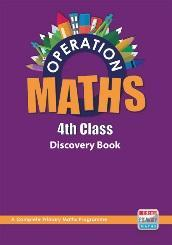 OPERATION
MATHS
4th Class
Discovery Book
A Complete Primary Maths Programme